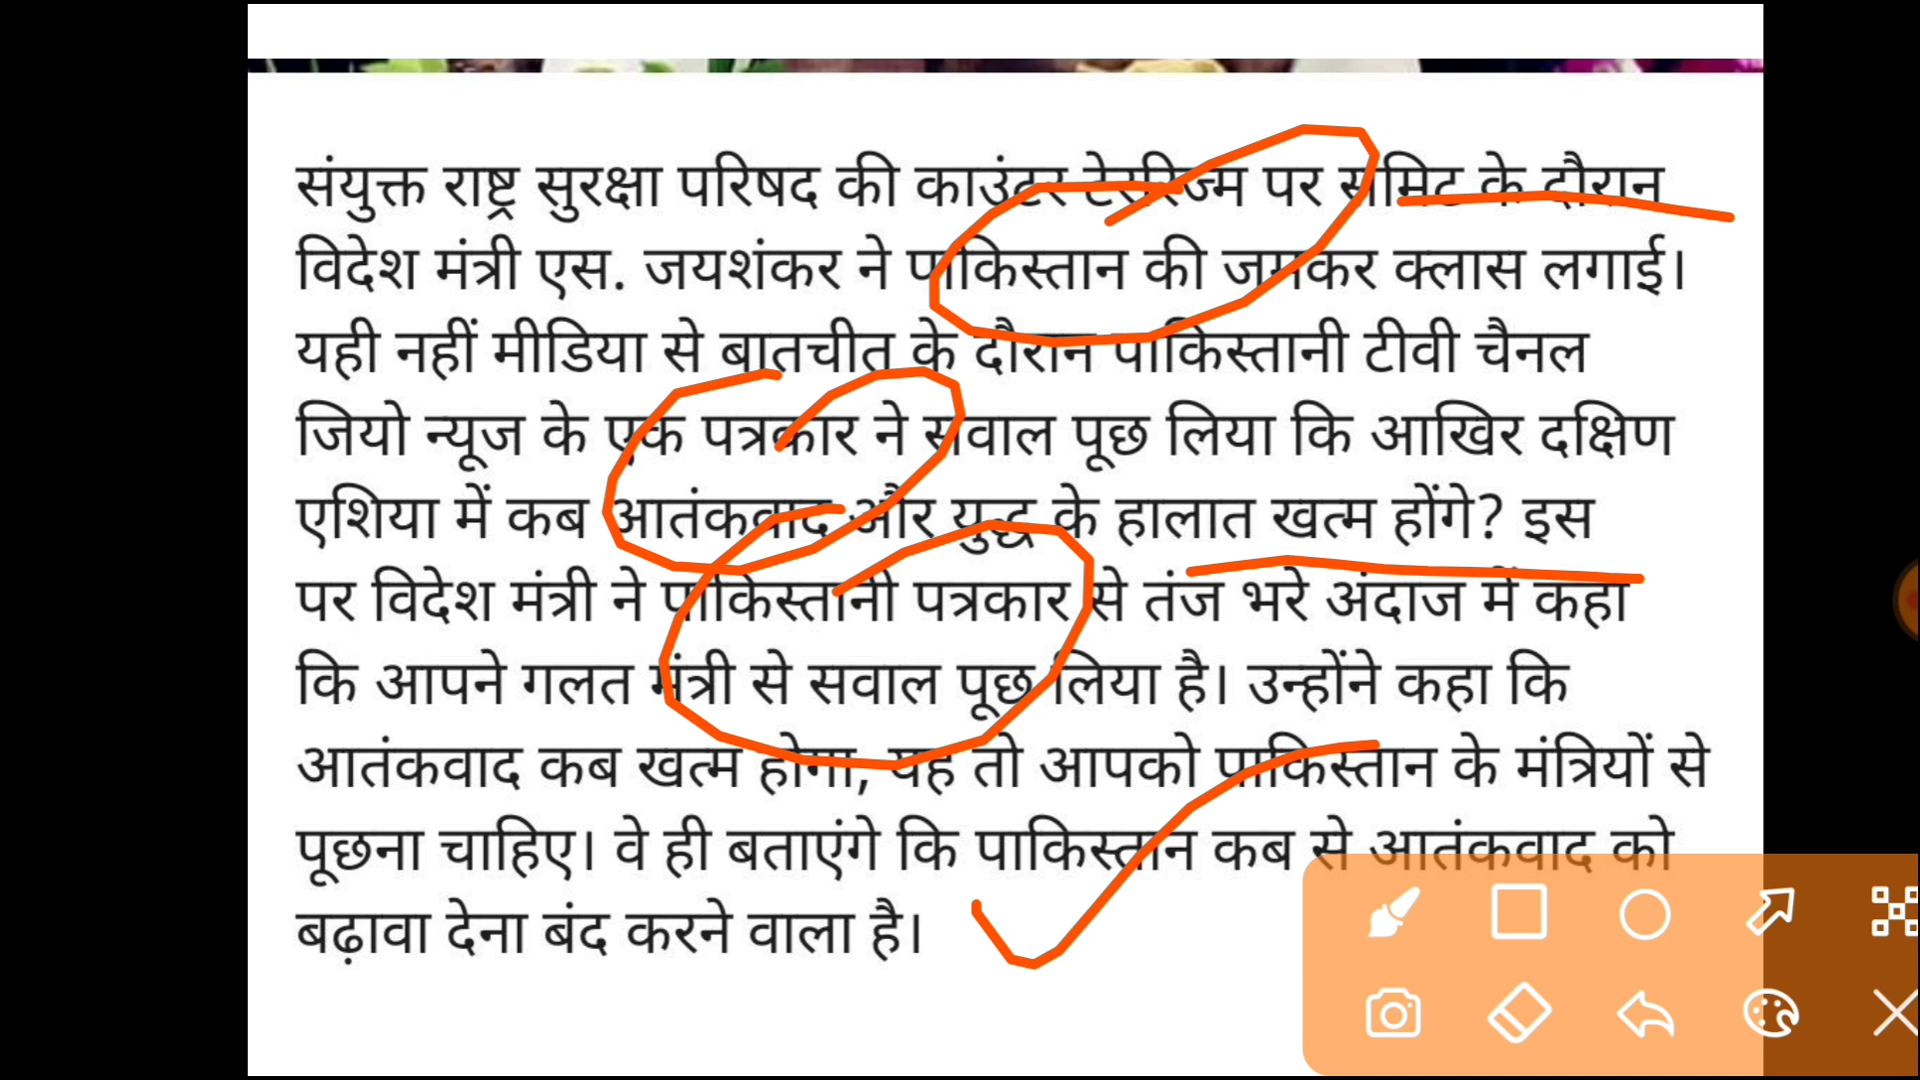 संयुक्त राष्ट्र सुरक्षा परिषद की काउंटर टेररिज्म पर समिट के दौरान
विदेश मंत्री एस. जयशंकर ने पाकिस्तान की जमकर क्लास लगाई।
यही नहीं मीडिया से बातचीत के दौरान पाकिस्तानी टीवी चैनल
जियो न्यूज के एक पत्रकार ने सवाल पूछ लिया कि आखिर दक्षिण
एशिया में कब आतंकवाद और युद्ध के हालात खत्म होंगे? इस
पर विदेश मंत्री ने पाकिस्तानी पत्रकार से तंज भरे अंदाज में कहा
कि आपने गलत मंत्री से सवाल पूछ लिया है। उन्होंने कहा कि
आतंकवाद कब खत्म होगा, यह तो आपको पाकिस्तान के मंत्रियों से
पूछना चाहिए। वे ही बताएंगे कि पाकिस्तान कब से आतंकवाद को
बढ़ावा देना बंद करने वाला है।